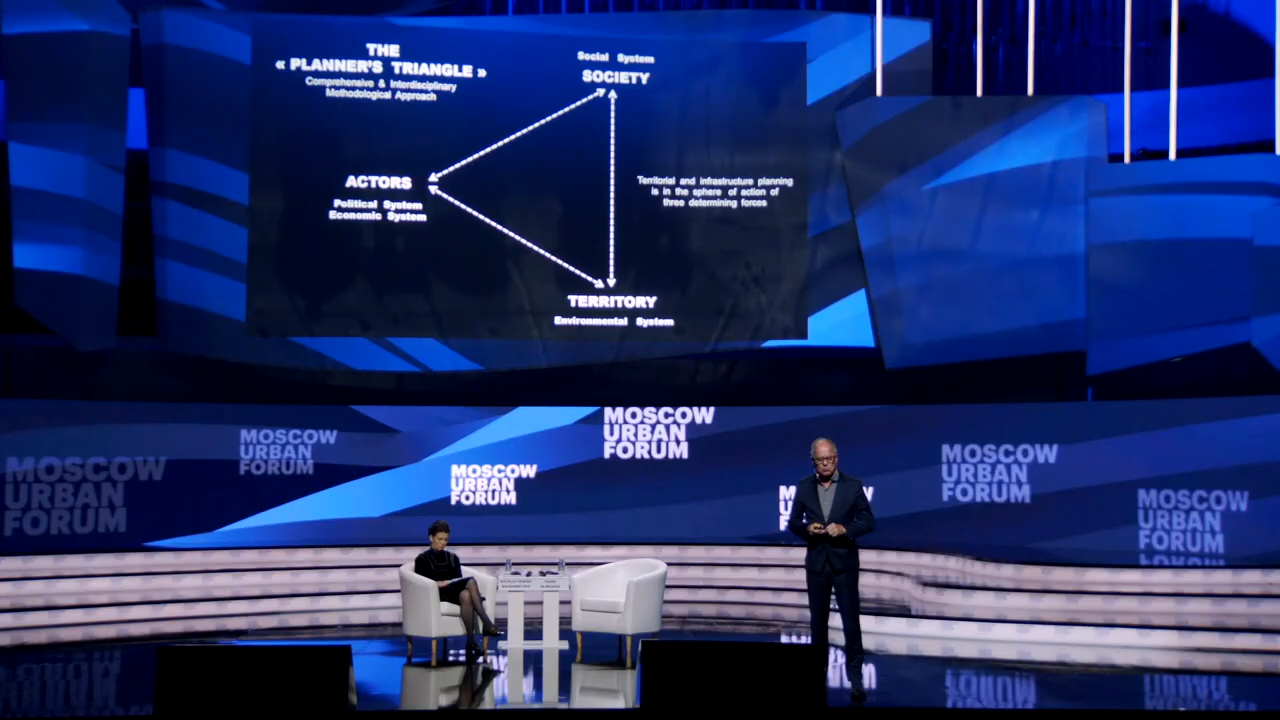 THE
« PLANNER'S TRIANGLE »
Comprehensive & Interdisciplinary
Methodological Approach
Social System
SOCIETY
ACTORS
Political System
Economic System
Territorial and infrastructure planning
is in the sphere of action of
three determining forces
TERRITORY
Environmental System
MOSCOW
URBAN
FORUM
MOSCOW
URBAN
FORUM
MOSCOW
URBAN
FORUM
MOSCOW
URBAN
FORUM
MOSCOW
URBAN
FORUM
MOSCOW
URBAN
FORUM